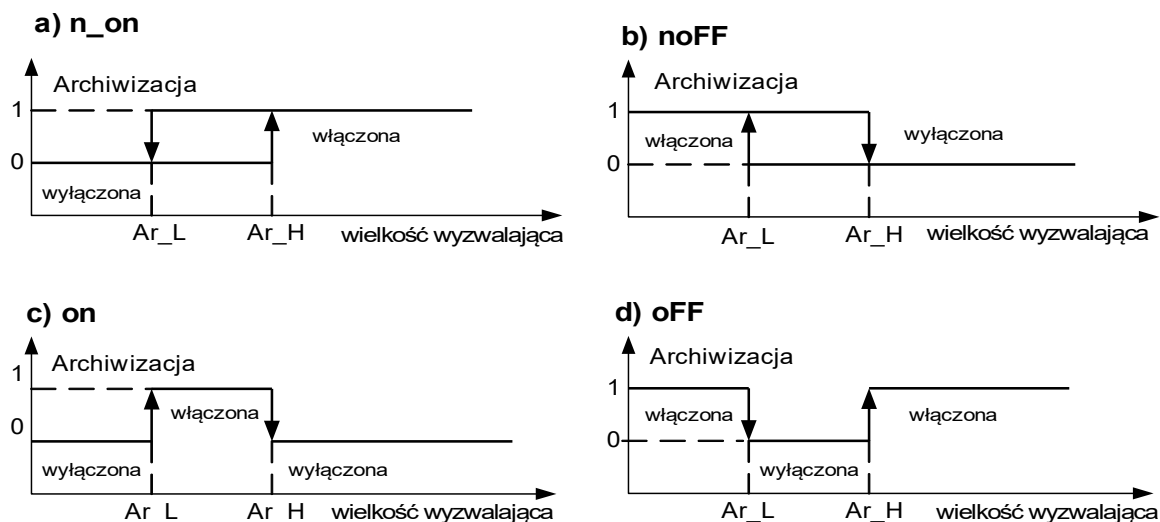 a) n_on
Archiwizacja
1
włączona
0
wyłączona
Ar_L Ar_H wielkość wyzwalająca
b) noFF
Archiwizacja
1
włączona wyłączona
0
Ar_L Ar_H wielkość wyzwalająca
c) on
Archiwizacja
1
włączona
0
wyłączona wyłączona
Ar_L Ar_H wielkość wyzwalająca
d) oFF
Archiwizacja
1
włączona włączona
0
wyłączona
Ar_L Ar_H wielkość wyzwalająca